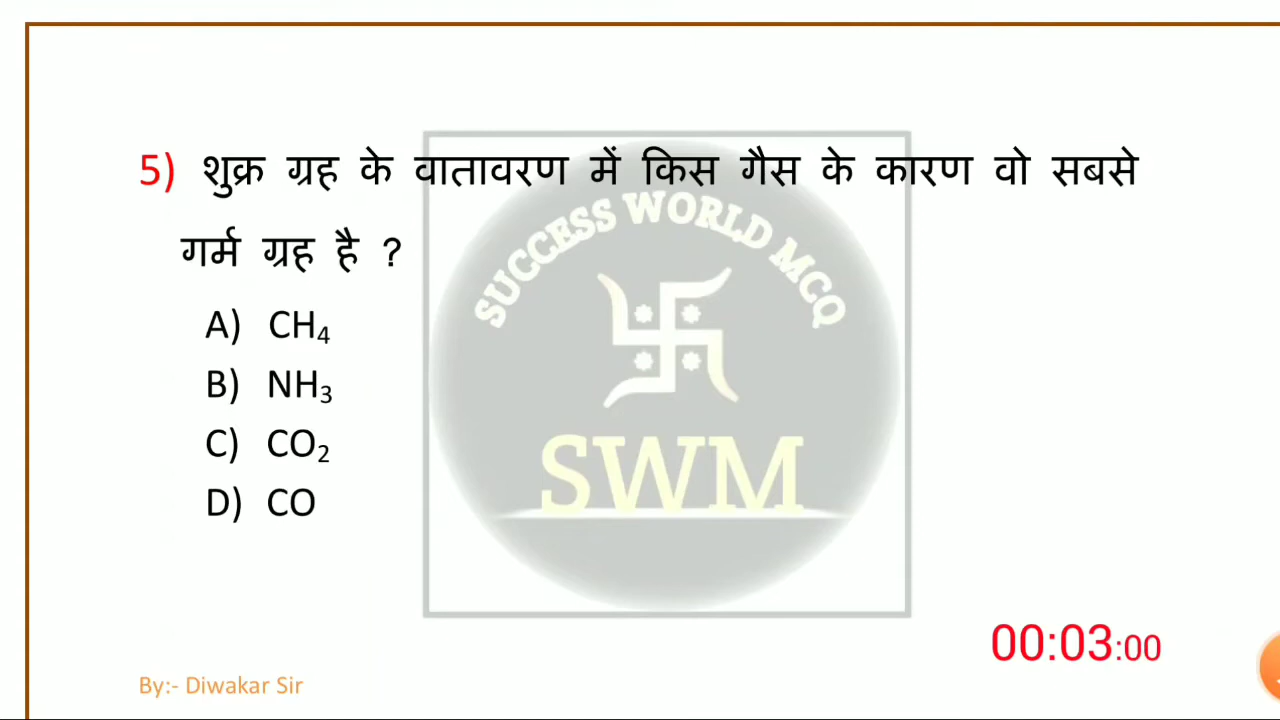 5) शुक्र ग्रह के वातावरण में किस गैस के कारण वो सबसे
गर्म ग्रह है ?
A) CH₄
B) NH₃
C) CO₂
D) CO
SUCCESS WORLD MCQ
SWM
00:03:00
By:- Diwakar Sir